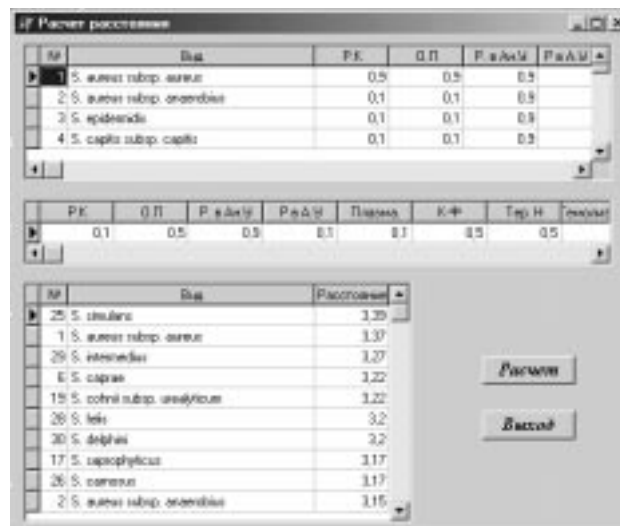 Расчет расстояния
№ Вид Р.К. О.П. Р. в Ан.У. Р в А.У.
1 S. aureus subsp. aureus 0,9 0,9 0,9
2 S. aureus subsp. anaerobius 0,1 0,1 0,9
3 S. epidermidis 0,1 0,1 0,9
4 S. capitis subsp. capitis 0,1 0,1 0,9
Р.К. О.П. Р. в Ан.У. Р в А.У. Плазма К-Ф Тер. Н
0,1 0,5 0,9 0,1 0,1 0,5 0,5
№ Вид Расстояние
25 S. simulans 3,39
1 S. aureus subsp. aureus 3,37
29 S. intermedius 3,27
6 S. caprae 3,22
19 S. cohnii subsp. urealyticum 3,22
28 S. felis 3,2
30 S. delphini 3,2
17 S. saprophyticus 3,17
26 S. carnosus 3,17
2 S. aureus subsp. anaerobius 3,15
Расчет
Выход